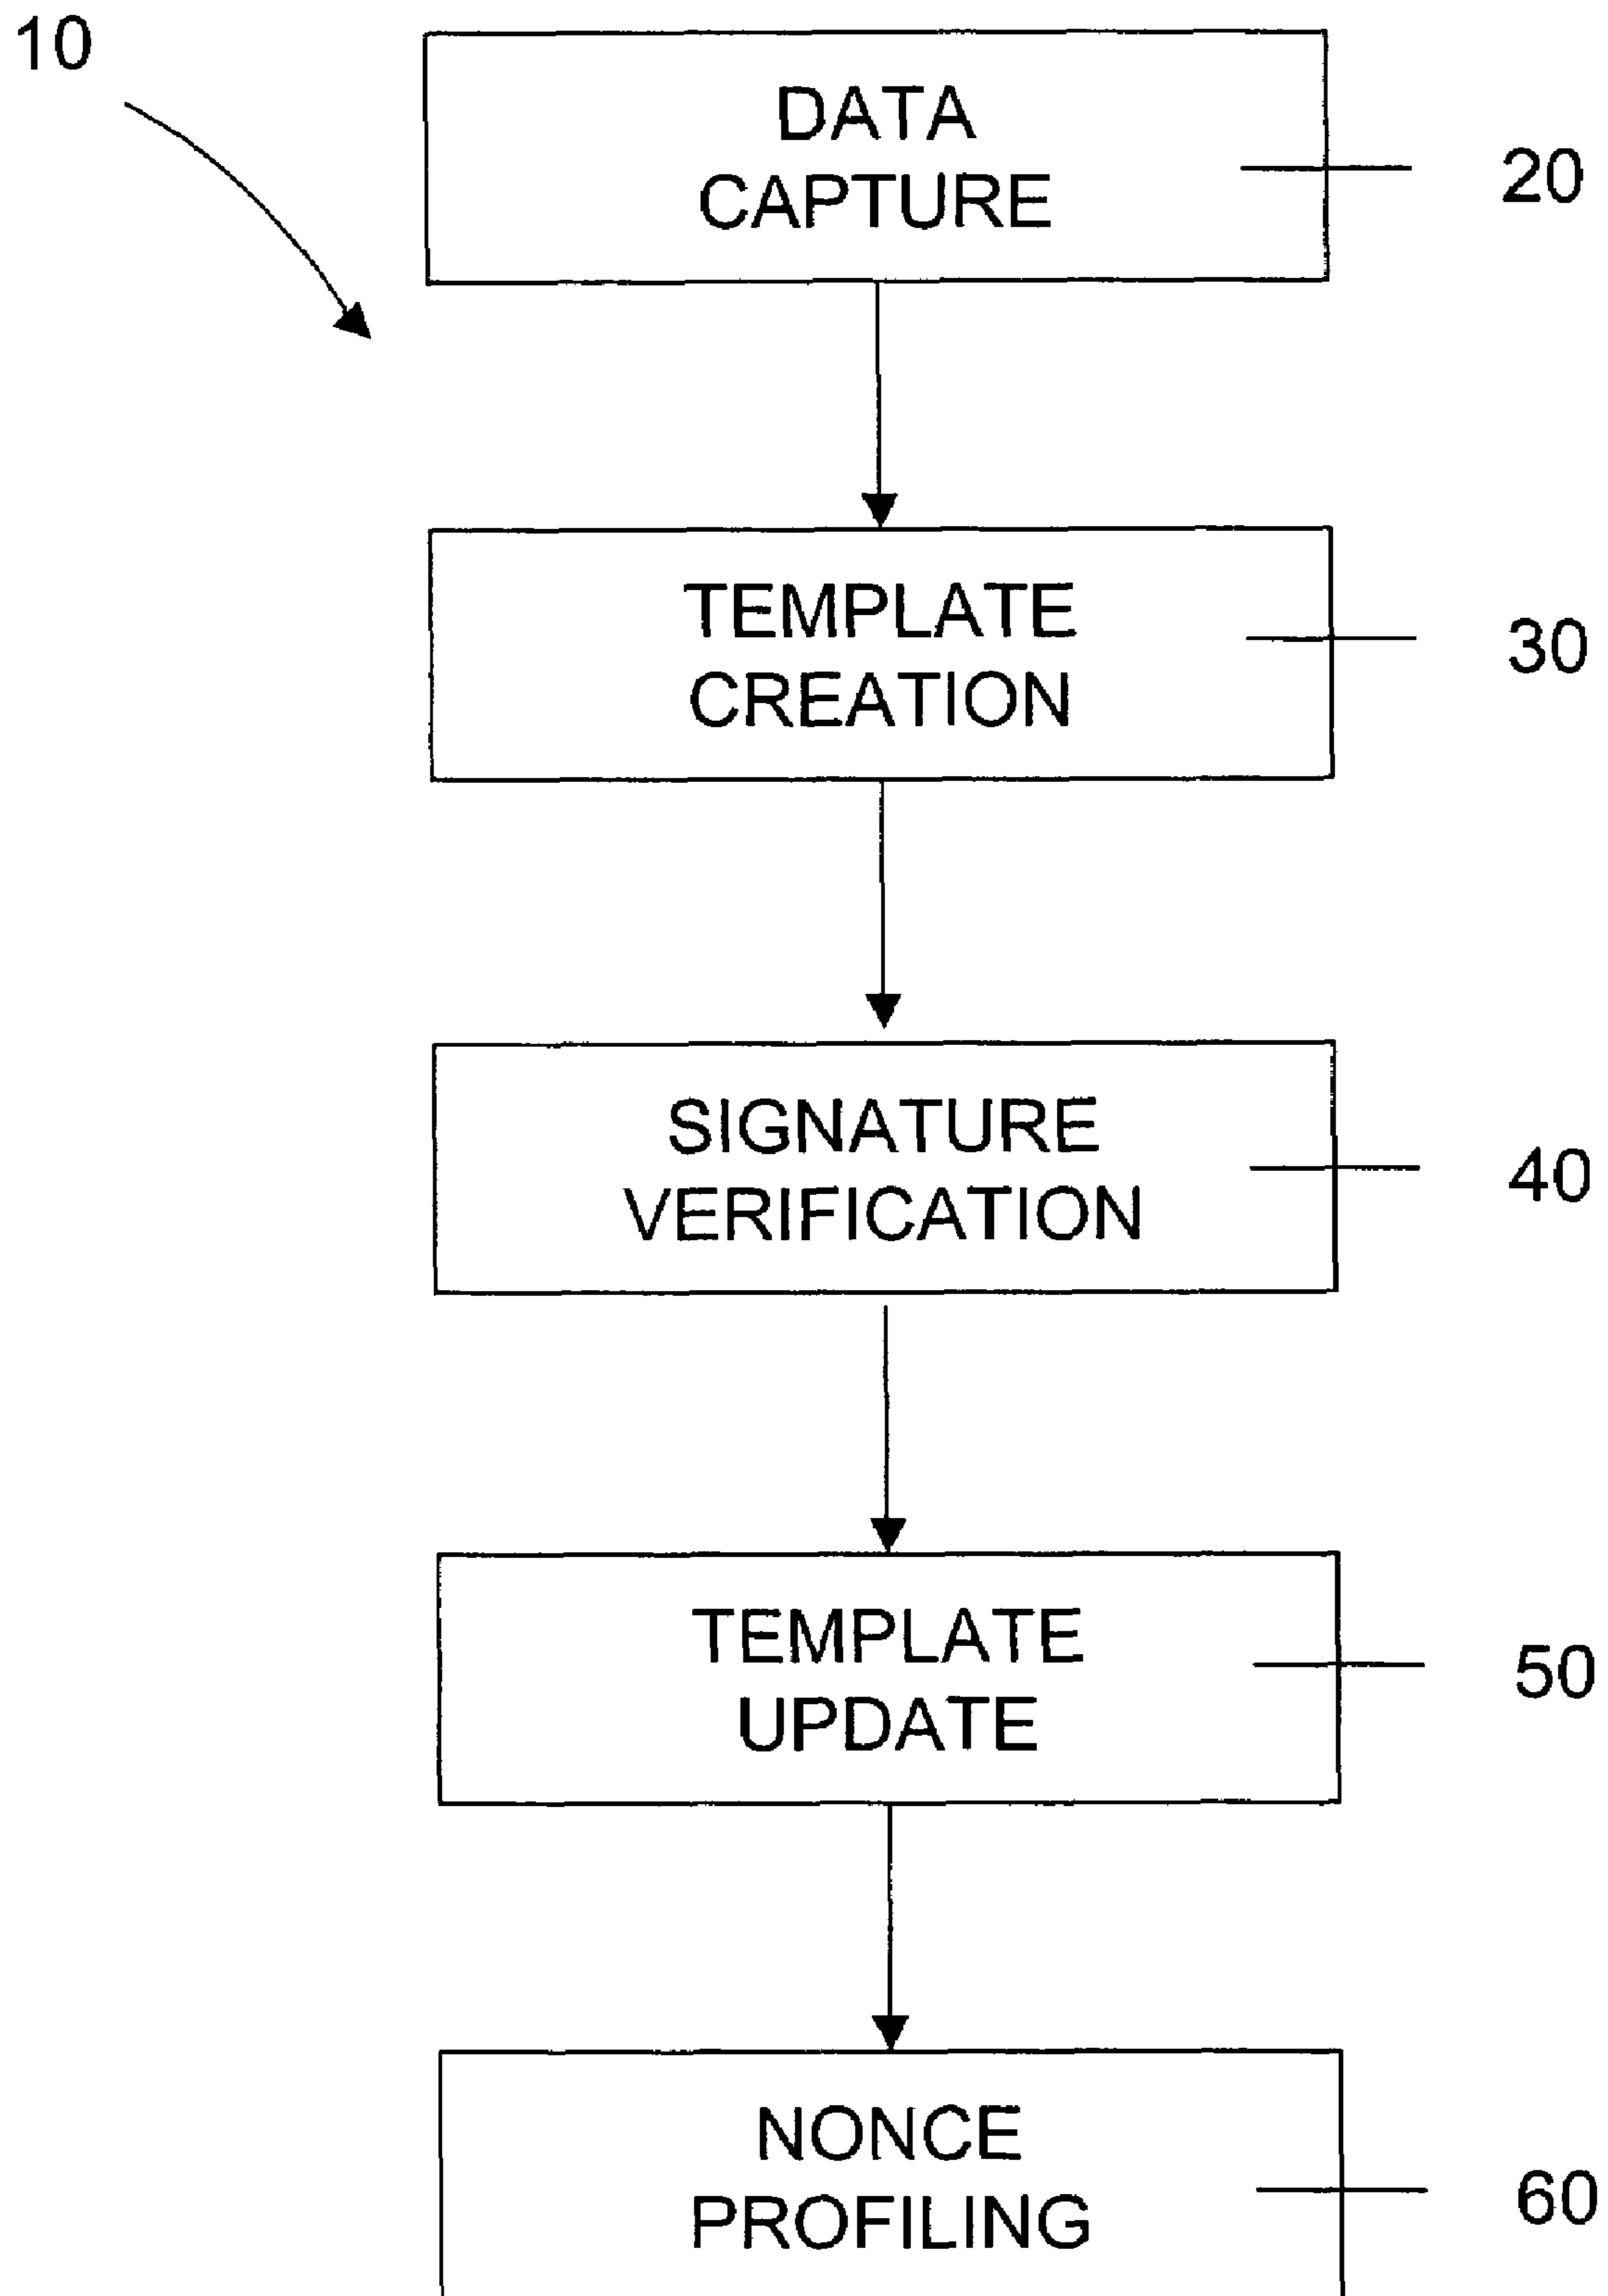 10
DATA
CAPTURE
20
TEMPLATE
CREATION
30
SIGNATURE
VERIFICATION
40
TEMPLATE
UPDATE
50
NONCE
PROFILING
60